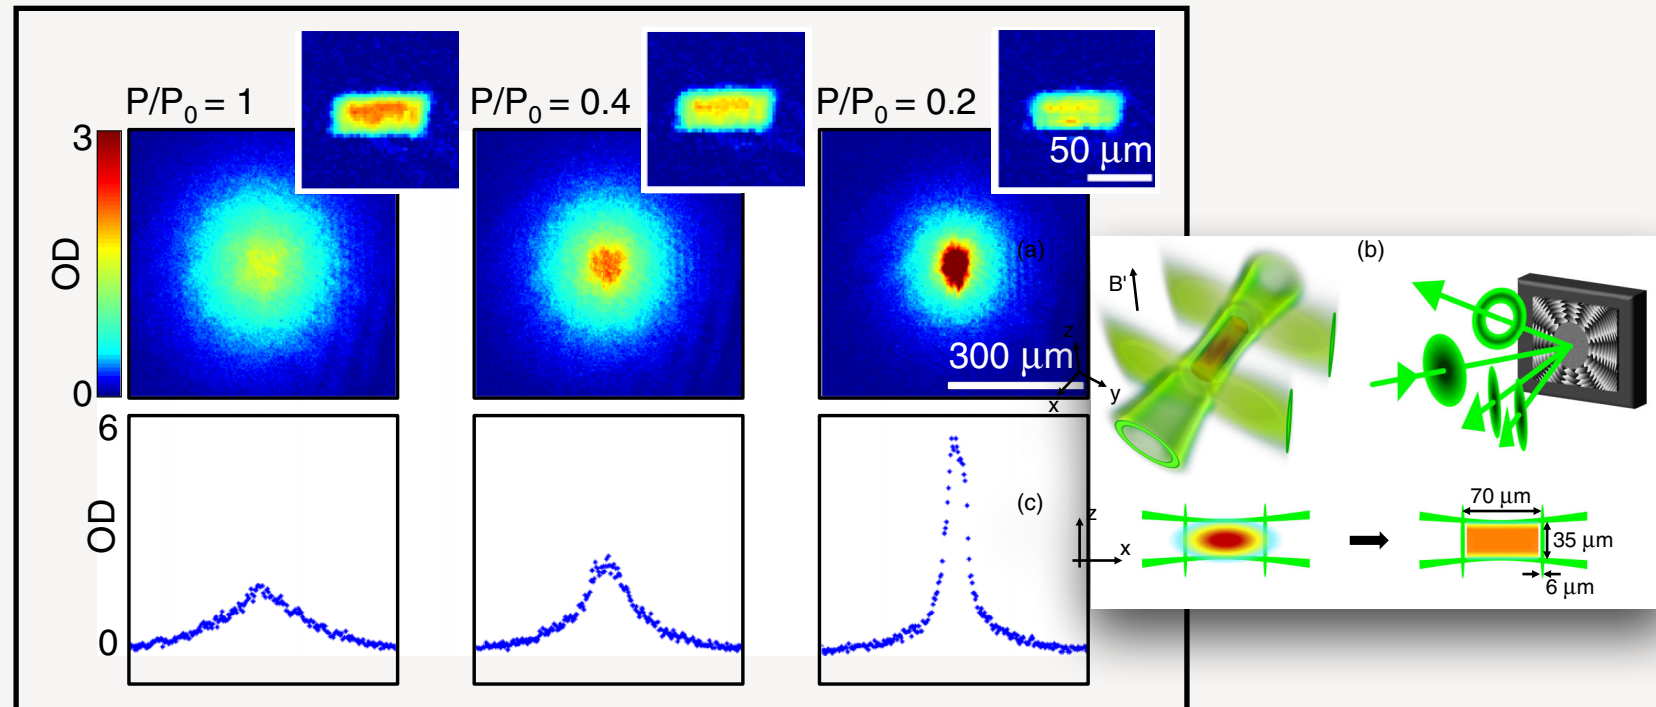 P/P0 = 1
P/P0 = 0.4
P/P0 = 0.2
50 μm
3
OD
0
300 μm
6
OD
0
(a)
B'
z
y
x
(b)
(c)
z
x
70 μm
35 μm
6 μm